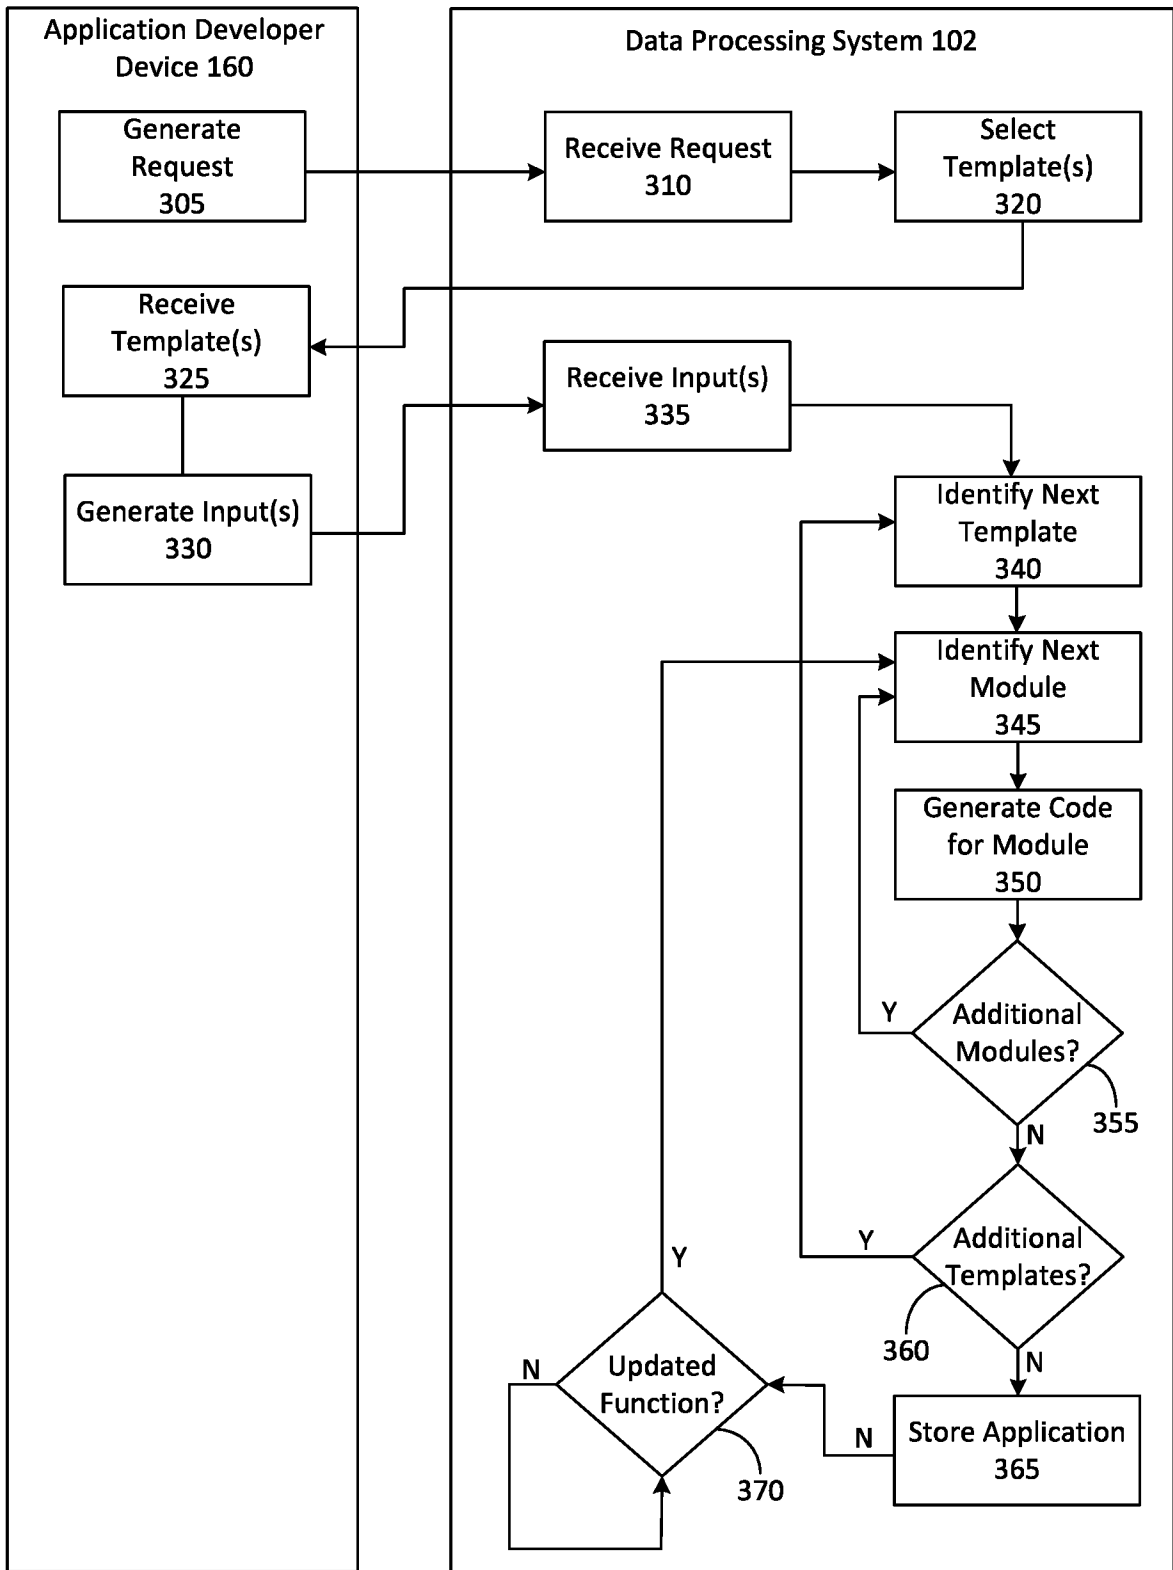 Application Developer
Device 160
Data Processing System 102
Generate
Request
305
Receive Request
310
Select
Template(s)
320
Receive
Template(s)
325
Receive Input(s)
335
Generate Input(s)
330
Identify Next
Template
340
Identify Next
Module
345
Generate Code
for Module
350
Y
Additional
Modules?
355
N
Y
Additional
Templates?
360
N
Y
N
Updated
Function?
370
N
Store Application
365